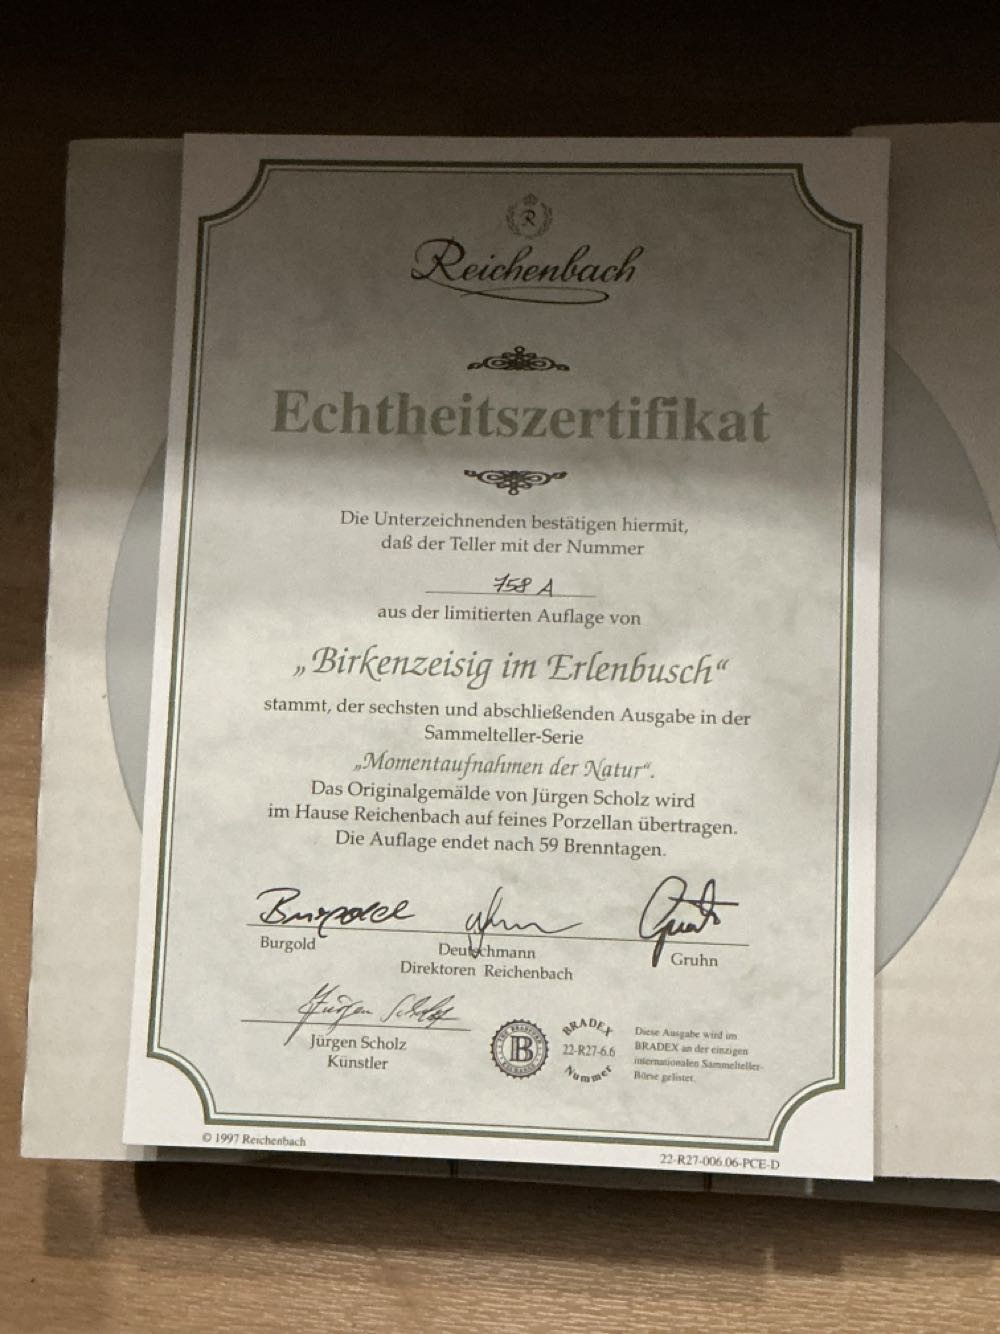 R
Reichenbach
Echtheitszertifikat
Die Unterzeichnenden bestätigen hiermit,
daß der Teller mit der Nummer
758 A
aus der limitierten Auflage von
„Birkenzeisig im Erlenbusch“
stammt, der sechsten und abschließenden Ausgabe in der
Sammelteller-Serie
„Momentaufnahmen der Natur“.
Das Originalgemälde von Jürgen Scholz wird
im Hause Reichenbach auf feines Porzellan übertragen.
Die Auflage endet nach 59 Brenntagen.
Burgold
Burgold
Deutschmann
Gruhn
Direktoren Reichenbach
Jürgen Scholz
Jürgen Scholz
Künstler
B
BRADEX
22-R27-6.6
Nummer
Diese Ausgabe wird im
BRADEX an der einzigen
internationalen Sammelteller-
Börse gelistet.
© 1997 Reichenbach
22-R27-006.06-PCE-D